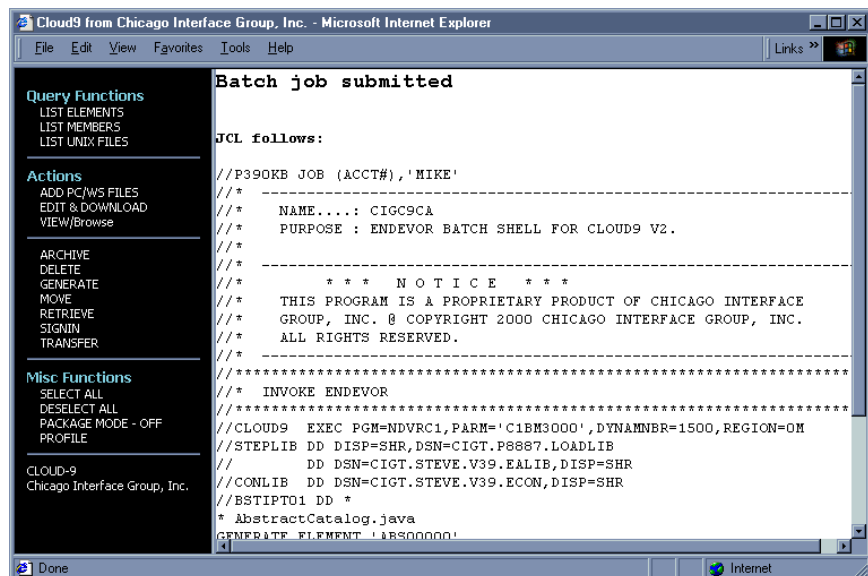 Cloud9 from Chicago Interface Group, Inc. - Microsoft Internet Explorer
File Edit View Favorites Tools Help
Links »
Query Functions
LIST ELEMENTS
LIST MEMBERS
LIST UNIX FILES
Actions
ADD PC/WS FILES
EDIT & DOWNLOAD
VIEW/Browse
ARCHIVE
DELETE
GENERATE
MOVE
RETRIEVE
SIGNIN
TRANSFER
Misc Functions
SELECT ALL
DESELECT ALL
PACKAGE MODE - OFF
PROFILE
CLOUD-9
Chicago Interface Group, Inc.
Batch job submitted
JCL follows:
//P390KB JOB (ACCT#),'MIKE'
//* ------------------------------------------------------------------
//* NAME....: CIGC9CA
//* PURPOSE : ENDEVOR BATCH SHELL FOR CLOUD9 V2.
//*
//* ------------------------------------------------------------------
//* * * * N O T I C E * * *
//* THIS PROGRAM IS A PROPRIETARY PRODUCT OF CHICAGO INTERFACE
//* GROUP, INC. @ COPYRIGHT 2000 CHICAGO INTERFACE GROUP, INC.
//* ALL RIGHTS RESERVED.
//* ------------------------------------------------------------------
//********************************************************************
//* INVOKE ENDEVOR
//********************************************************************
//CLOUD9 EXEC PGM=NDVRC1,PARM='C1BM3000',DYNAMNBR=1500,REGION=0M
//STEPLIB DD DISP=SHR,DSN=CIGT.P8887.LOADLIB
// DD DSN=CIGT.STEVE.V39.EALIB,DISP=SHR
//CONLIB DD DSN=CIGT.STEVE.V39.ECON,DISP=SHR
//BSTIPT01 DD *
* AbstractCatalog.java
GENERATE ELEMENT 'ABS00000'
Done
Internet